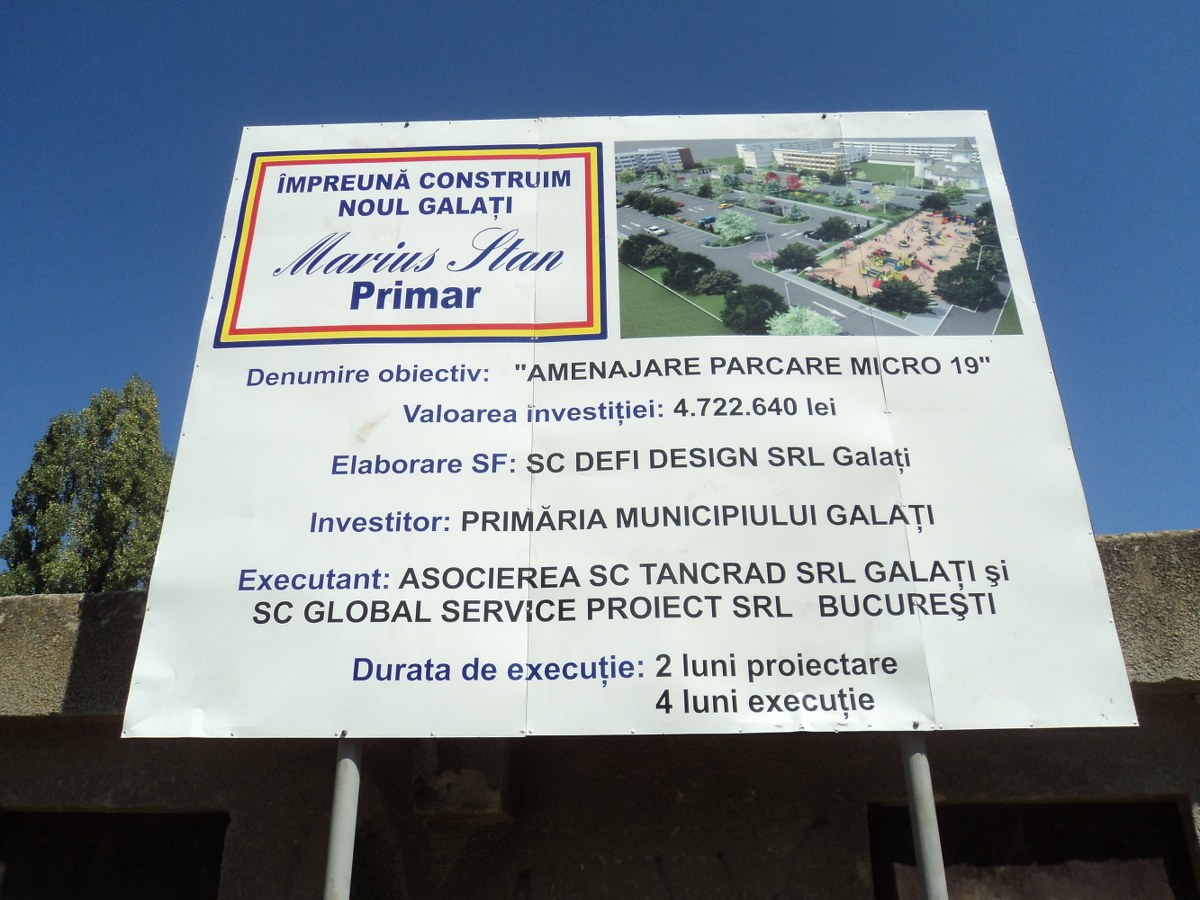 ÎMPREUNĂ CONSTRUIM
NOUL GALAȚI
Marius Stan
Primar
Denumire obiectiv: "AMENAJARE PARCARE MICRO 19"
Valoarea investiției: 4.722.640 lei
Elaborare SF: SC DEFI DESIGN SRL Galați
Investitor: PRIMĂRIA MUNICIPIULUI GALAȚI
Executant: ASOCIEREA SC TANCRAD SRL GALAȚI şi
SC GLOBAL SERVICE PROIECT SRL BUCUREŞTI
Durata de execuție: 2 luni proiectare
4 luni execuție